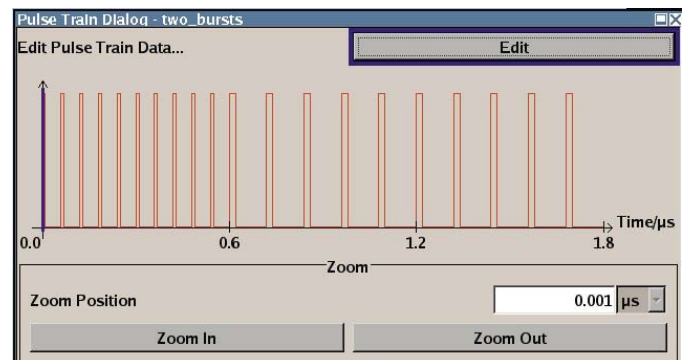 Pulse Train Dialog - two_bursts
Edit Pulse Train Data...
Edit
Time/µs
0.0
0.6
1.2
1.8
Zoom
Zoom Position
0.001 µs
Zoom In
Zoom Out